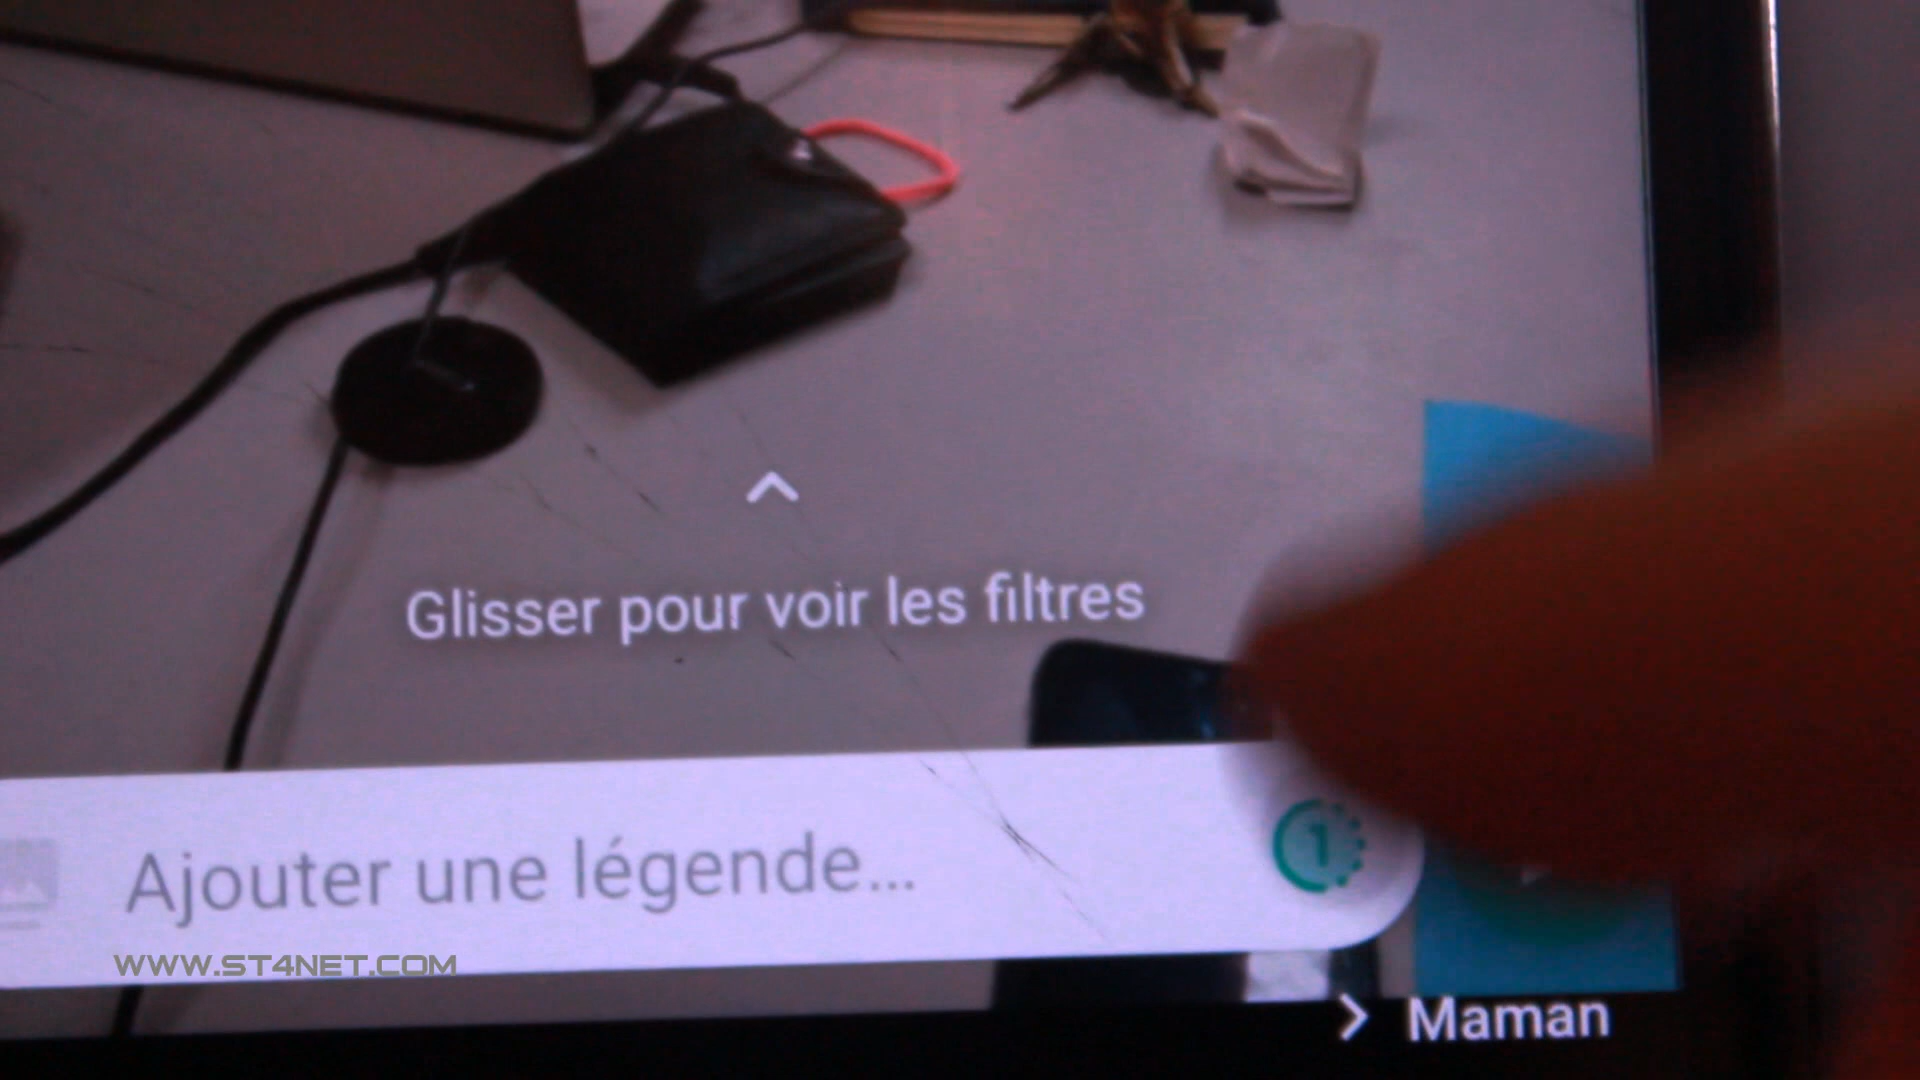 Glisser pour voir les filtres
Ajouter une légende...
1
WWW.ST4NET.COM
> Maman